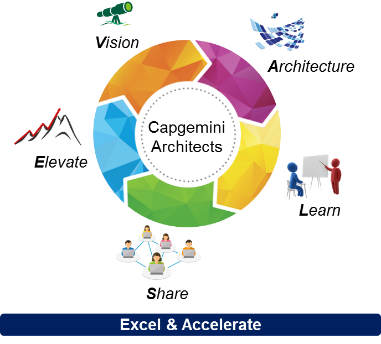 Vision
Architecture
Capgemini
Architects
Elevate
Learn
Share
Excel & Accelerate